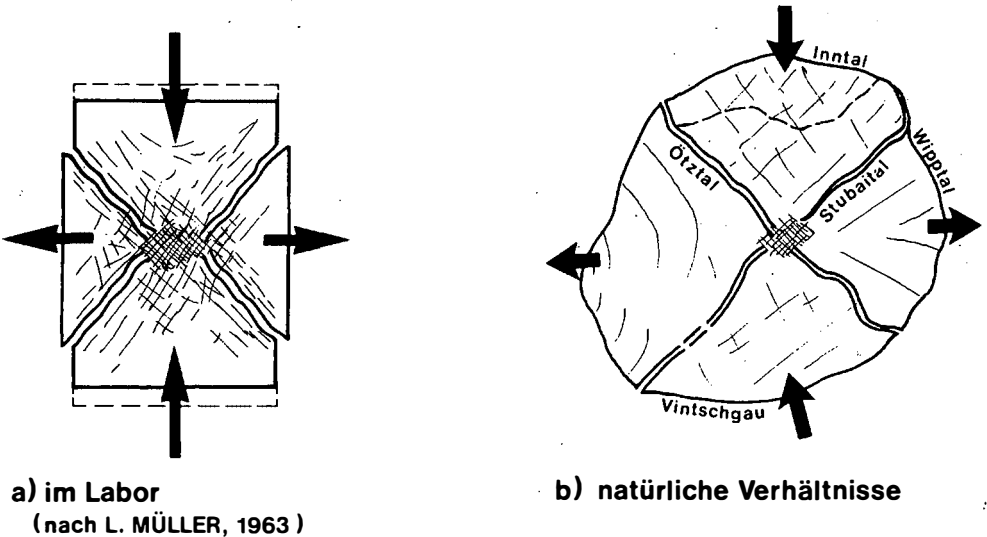 Inntal
Wipptal
Ötztal
Stubaital
Vintschgau
a) im Labor
(nach L. MÜLLER, 1963)
b) natürliche Verhältnisse